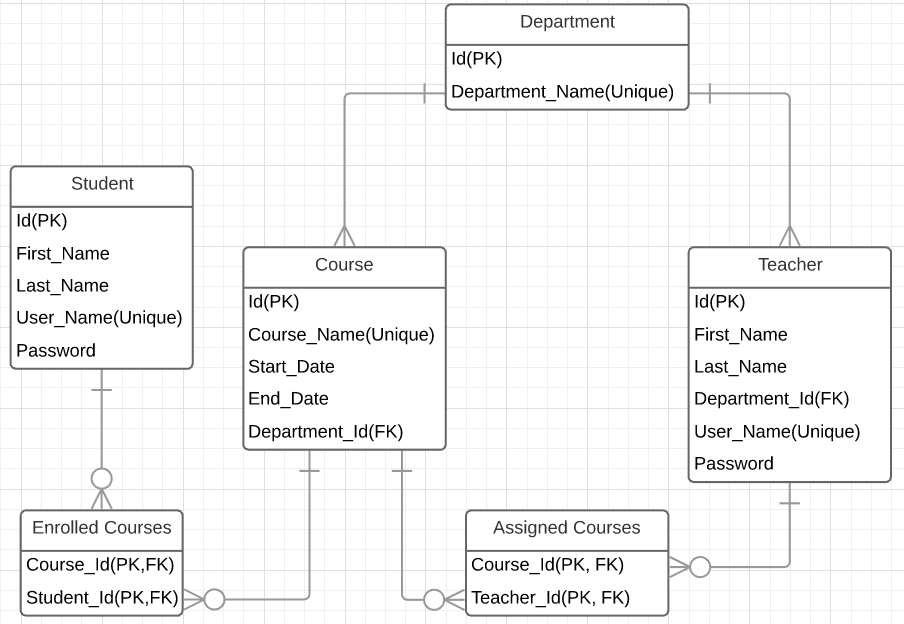 Department
Id(PK)
Department_Name(Unique)
Student
Id(PK)
First_Name
Last_Name
User_Name(Unique)
Password
Course
Id(PK)
Course_Name(Unique)
Start_Date
End_Date
Department_Id(FK)
Teacher
Id(PK)
First_Name
Last_Name
Department_Id(FK)
User_Name(Unique)
Password
Enrolled Courses
Course_Id(PK,FK)
Student_Id(PK,FK)
Assigned Courses
Course_Id(PK, FK)
Teacher_Id(PK, FK)